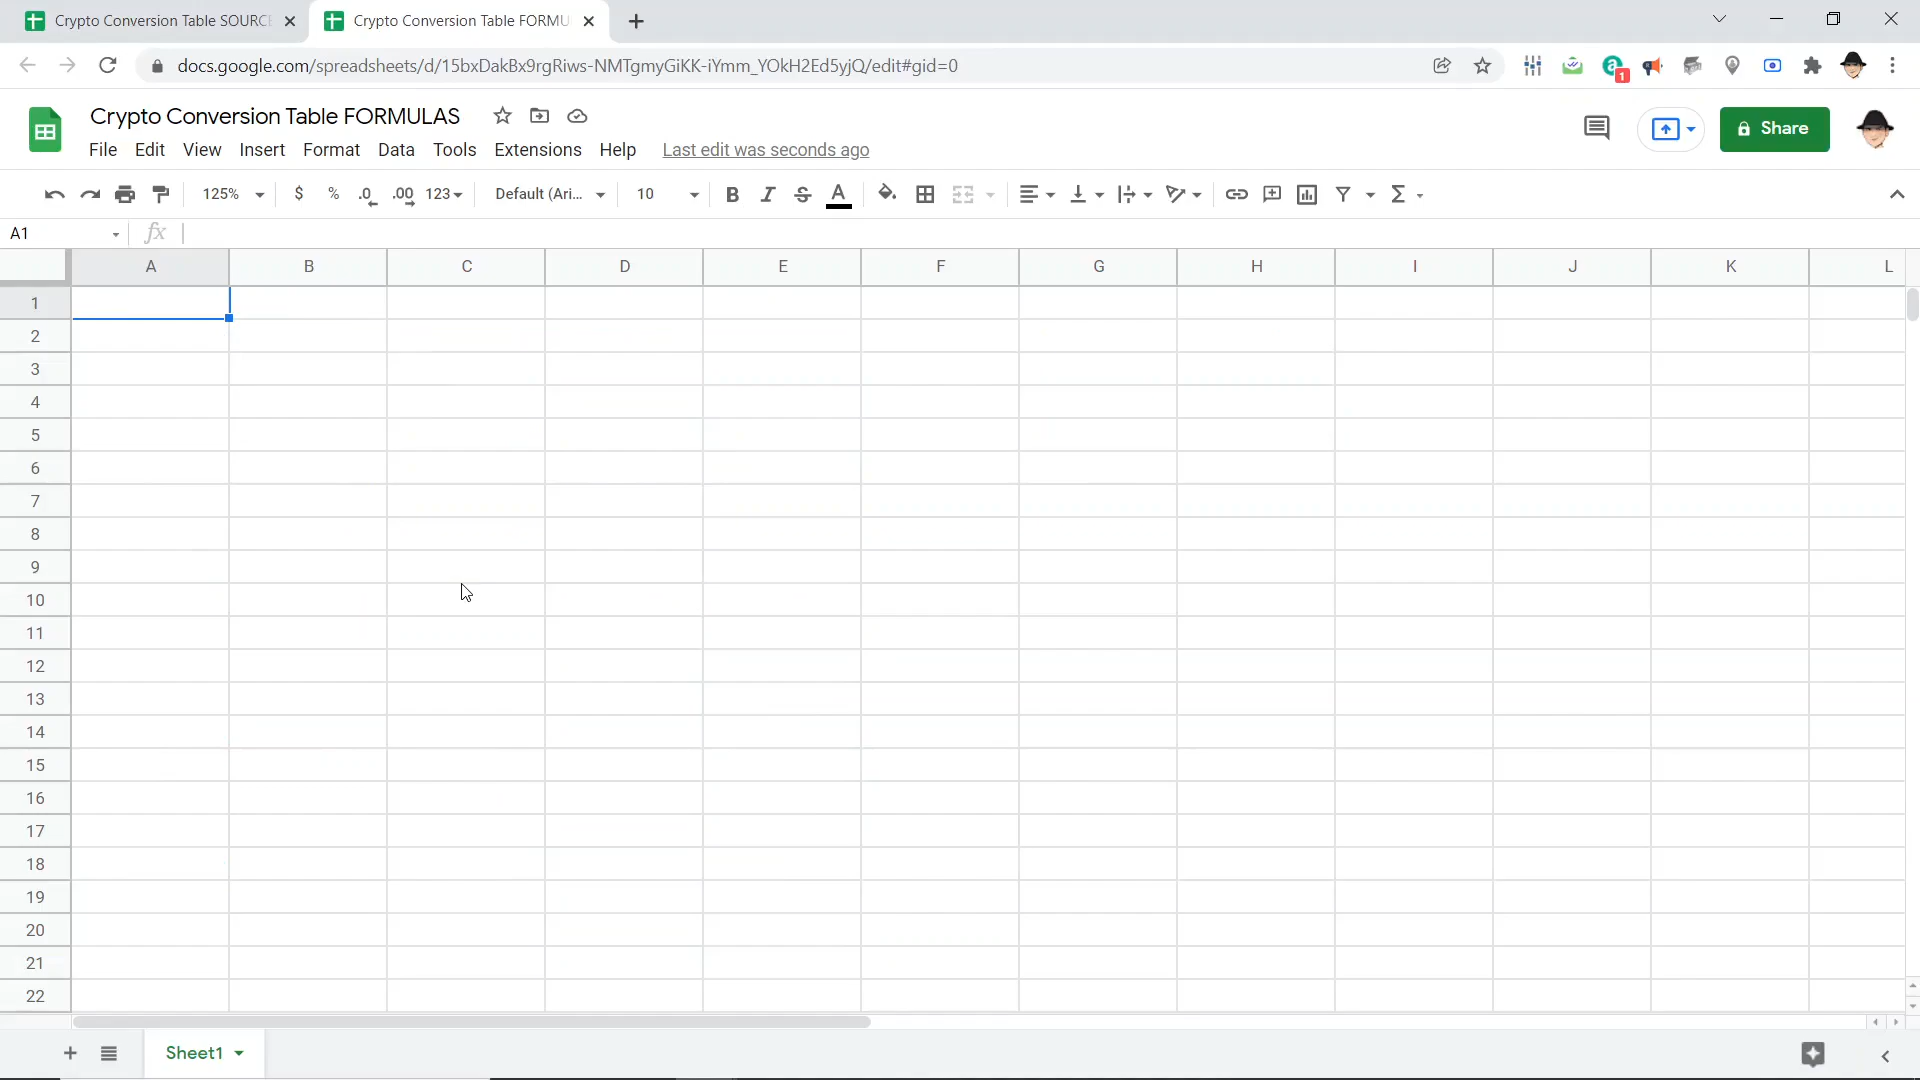 Crypto Conversion Table SOURC
Crypto Conversion Table FORMU
docs.google.com/spreadsheets/d/15bxDakBx9rgRiws-NMTgmyGiKK-iYmm_YOkH2Ed5yjQ/edit#gid=0
1
Crypto Conversion Table FORMULAS
Share
File Edit View Insert Format Data Tools Extensions Help Last edit was seconds ago
125% $ % .0 .00 123 Default (Ari... 10 B I S A Σ
A1 fx
A B C D E F G H I J K L
1
2
3
4
5
6
7
8
9
10
11
12
13
14
15
16
17
18
19
20
21
22
Sheet1